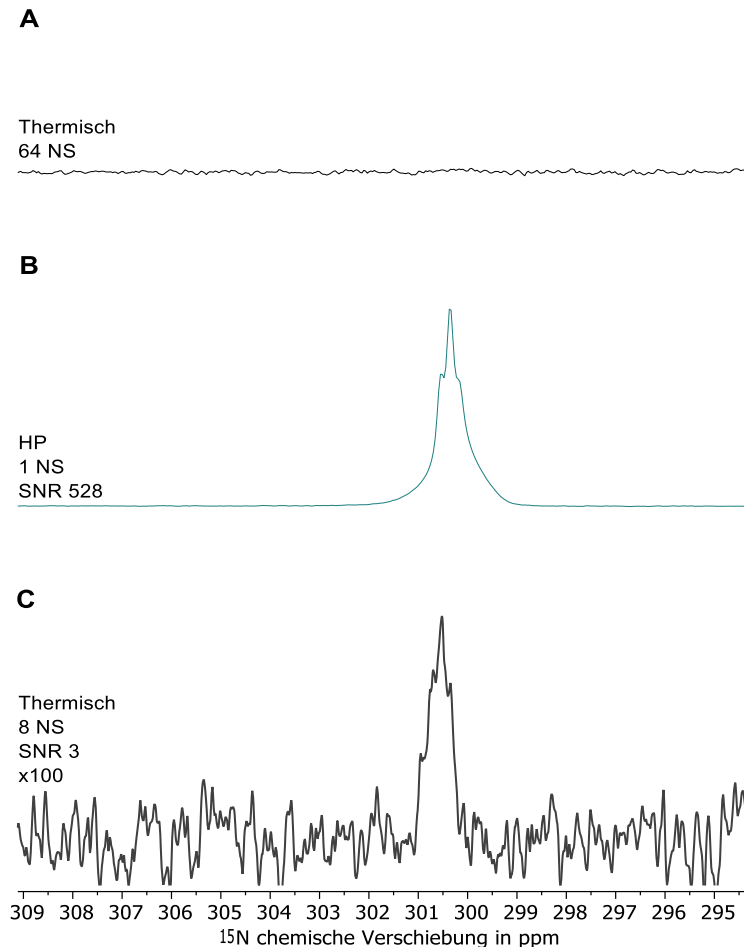 A
Thermisch
64 NS
B
HP
1 NS
SNR 528
C
Thermisch
8 NS
SNR 3
x100
309 308 307 306 305 304 303 302 301 300 299 298 297 296 295
15N chemische Verschiebung in ppm